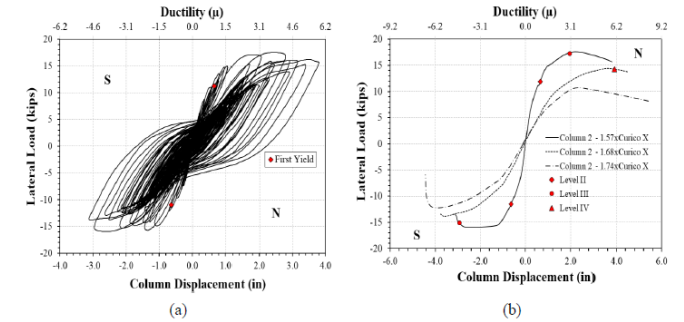 Ductility (μ)
-6.2 -4.6 -3.1 -1.5 0.0 1.5 3.1 4.6 6.2
20
15
10
5
0
-5
-10
-15
-20
Lateral Load (kips)
S
First Yield
N
-4.0 -3.0 -2.0 -1.0 0.0 1.0 2.0 3.0 4.0
Column Displacement (in)
(a)
Ductility (μ)
-9.2 -6.2 -3.1 0.0 3.1 6.2 9.2
20
15
10
5
0
-5
-10
-15
-20
Lateral Load (kips)
N
Column 2 - 1.57xCurico X
Column 2 - 1.68xCurico X
Column 2 - 1.74xCurico X
Level II
Level III
Level IV
S
-6.0 -4.0 -2.0 0.0 2.0 4.0 6.0
Column Displacement (in)
(b)